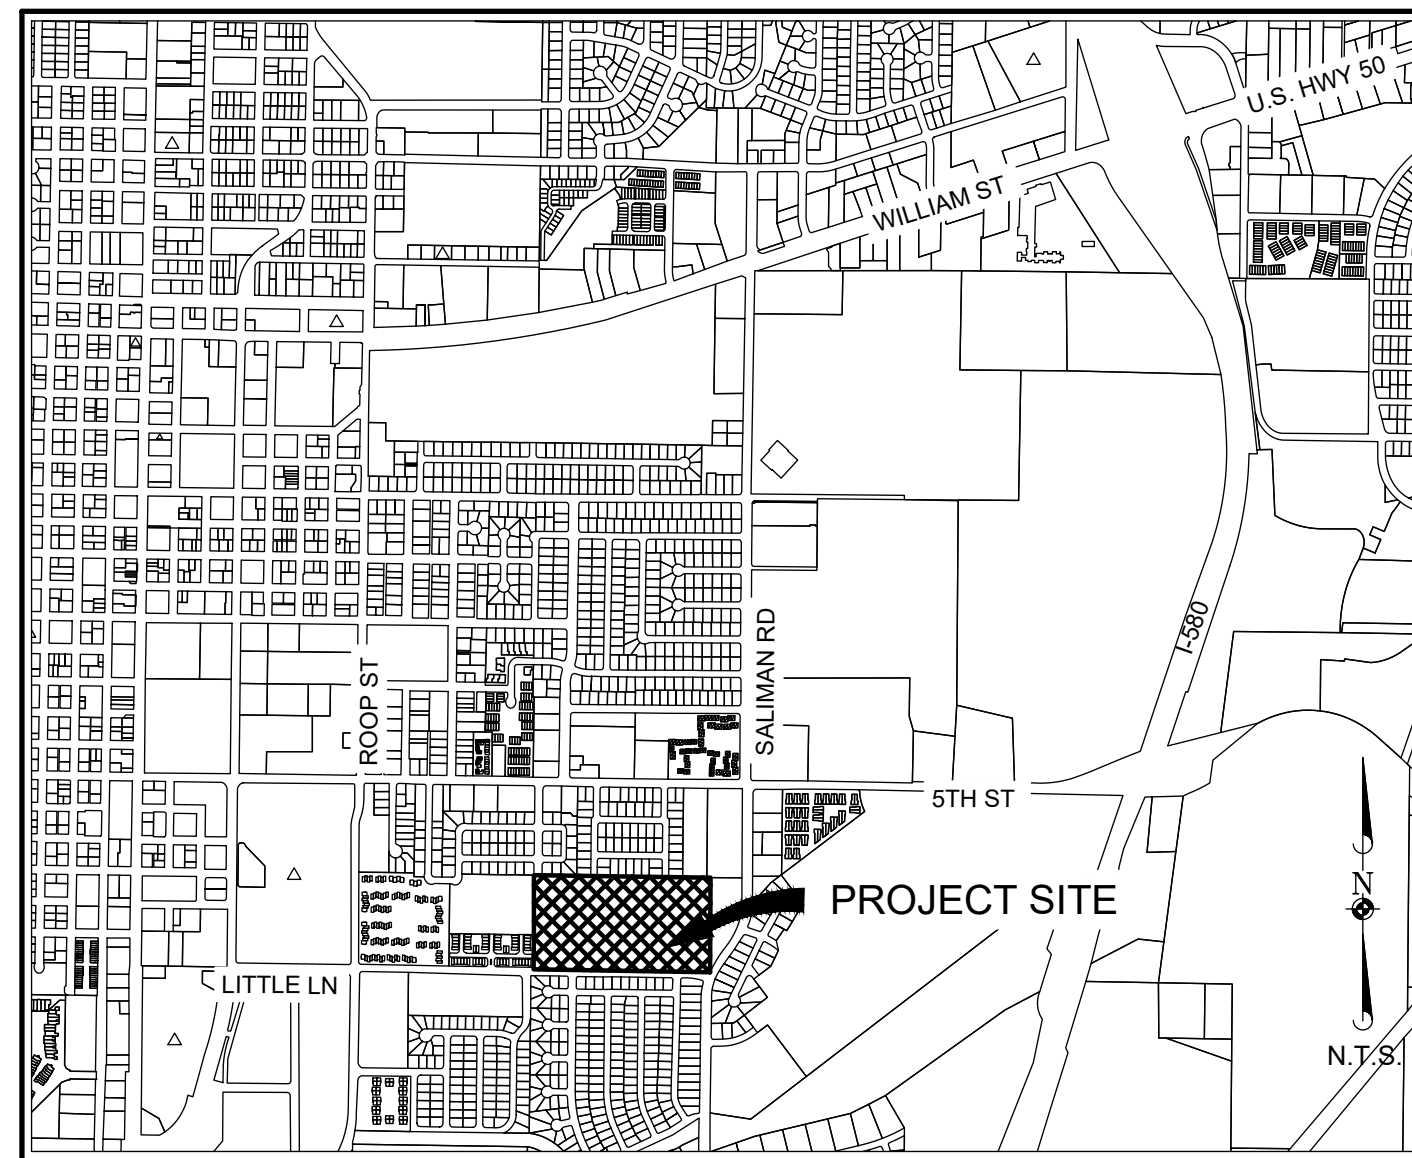 U.S. HWY 50
WILLIAM ST
I-580
SALIMAN RD
ROOP ST
5TH ST
PROJECT SITE
N
LITTLE LN
N.T.S.